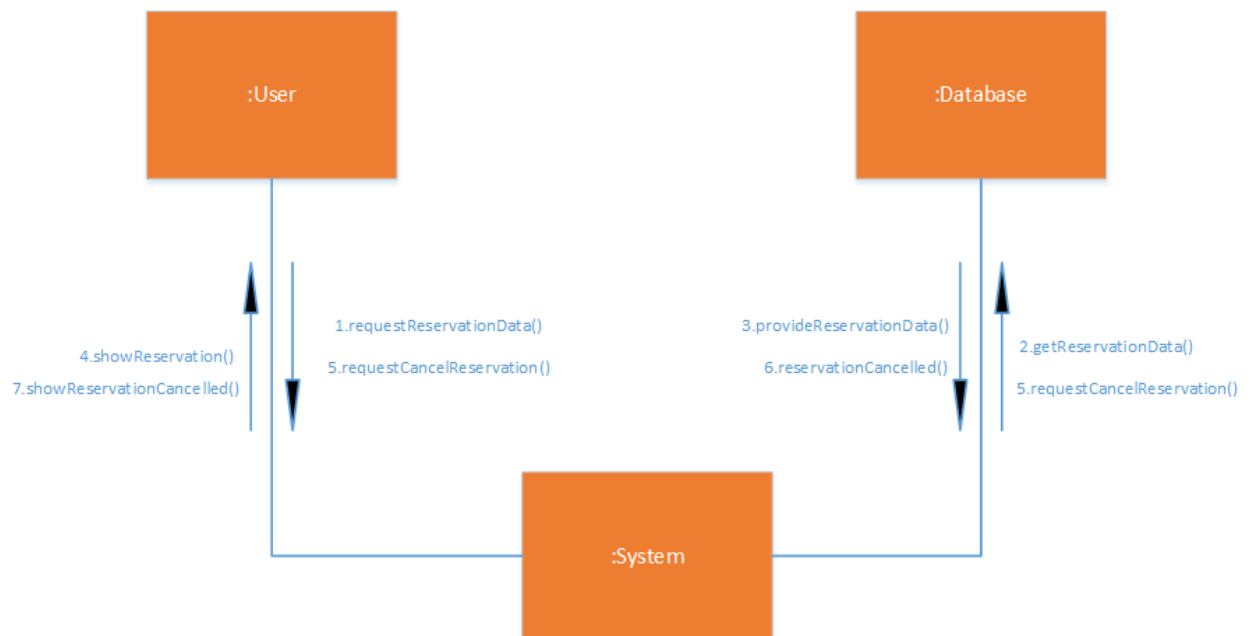 :User
:Database
1.requestReservationData()
3.provideReservationData()
2.getReservationData()
4.showReservation()
5.requestCancelReservation()
6.reservationCancelled()
5.requestCancelReservation()
7.showReservationCancelled()
:System